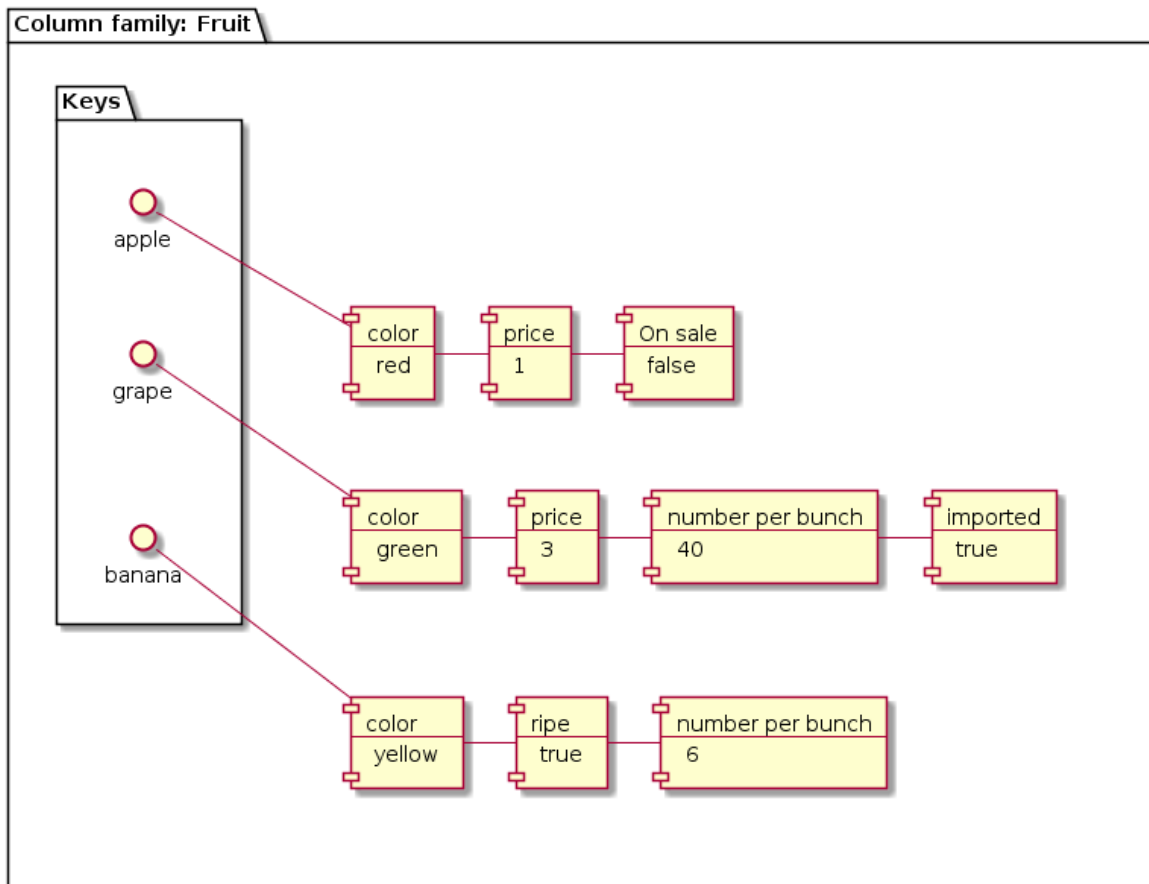 Column family: Fruit
Keys
apple
color
price
On sale
red
1
false
grape
color
price
number per bunch
imported
green
3
40
true
banana
color
ripe
number per bunch
yellow
true
6